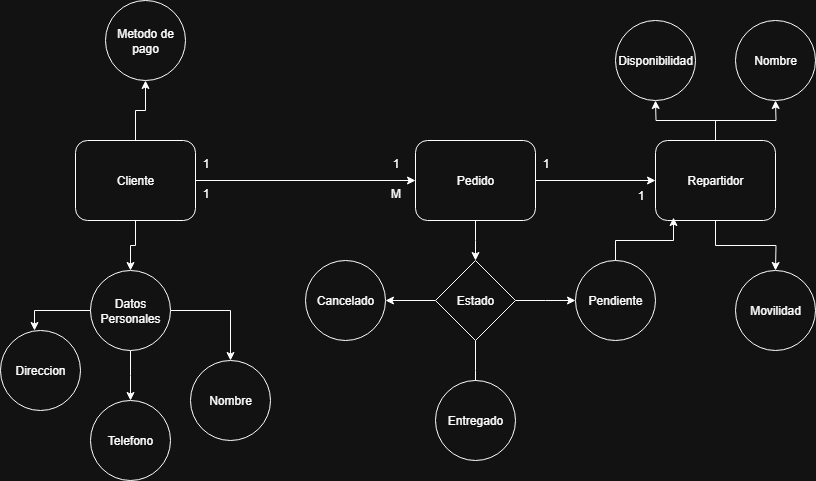 Metodo de
pago
Disponibilidad
Nombre
Cliente
1
1
1
M
Pedido
1
1
Repartidor
Datos
Personales
Cancelado
Estado
Pendiente
Movilidad
Direccion
Nombre
Telefono
Entregado